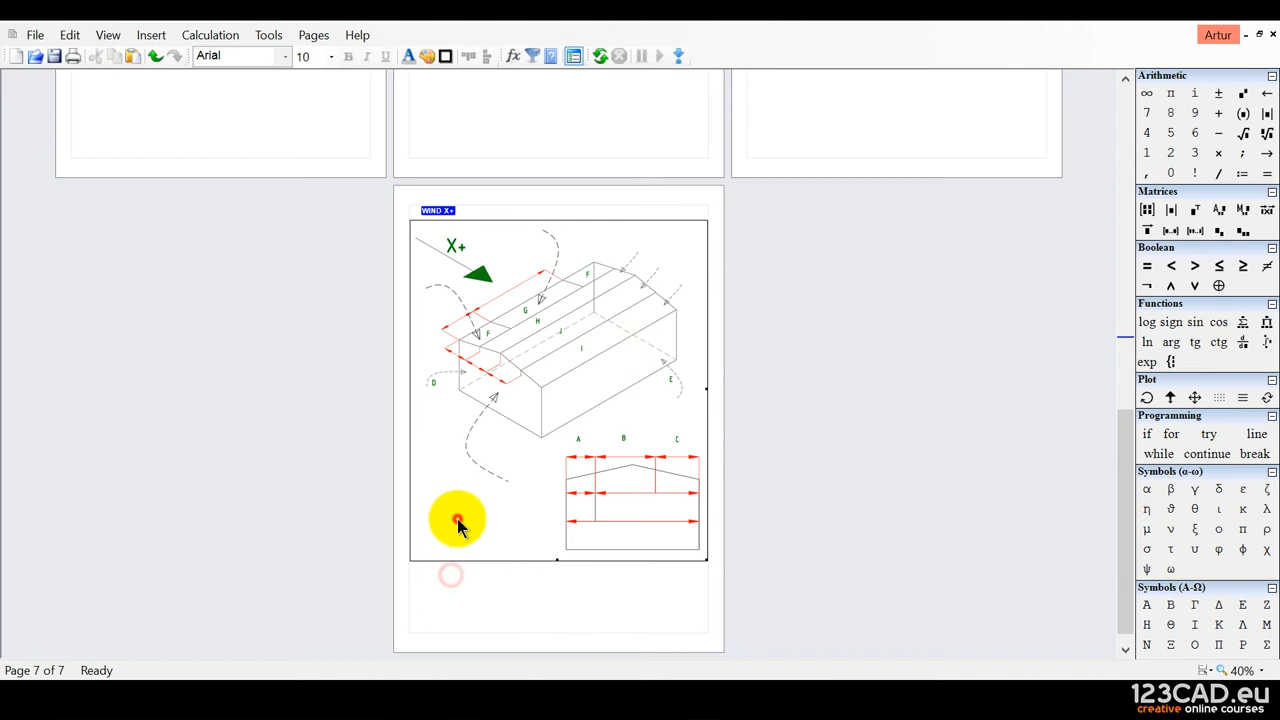 File Edit View Insert Calculation Tools Pages Help Artur
Arial 10 B I U A fx
Arithmetic
∞ π i ± ←
7 8 9 +
4 5 6 −
1 2 3 × ; →
, 0 ! / := =
Matrices
Boolean
= < > ≤ ≥ ≠
¬ ∧ ∨ ⊕
Functions
log sign sin cos
ln arg tg ctg
exp
Plot
Programming
if for try line
while continue break
Symbols (α-ω)
α β γ δ ε ζ
η ϑ θ ι κ λ
μ ν ξ ο π ρ
σ τ υ φ χ
ψ ω
Symbols (Α-Ω)
Α Β Γ Δ Ε Ζ
Η Θ Ι Κ Λ Μ
Ν Ξ Ο Π Ρ Σ
WIND X+
X+
F
G
H
F J
I
D E
A B C
Page 7 of 7 Ready 40%
123CAD.eu
creative online courses